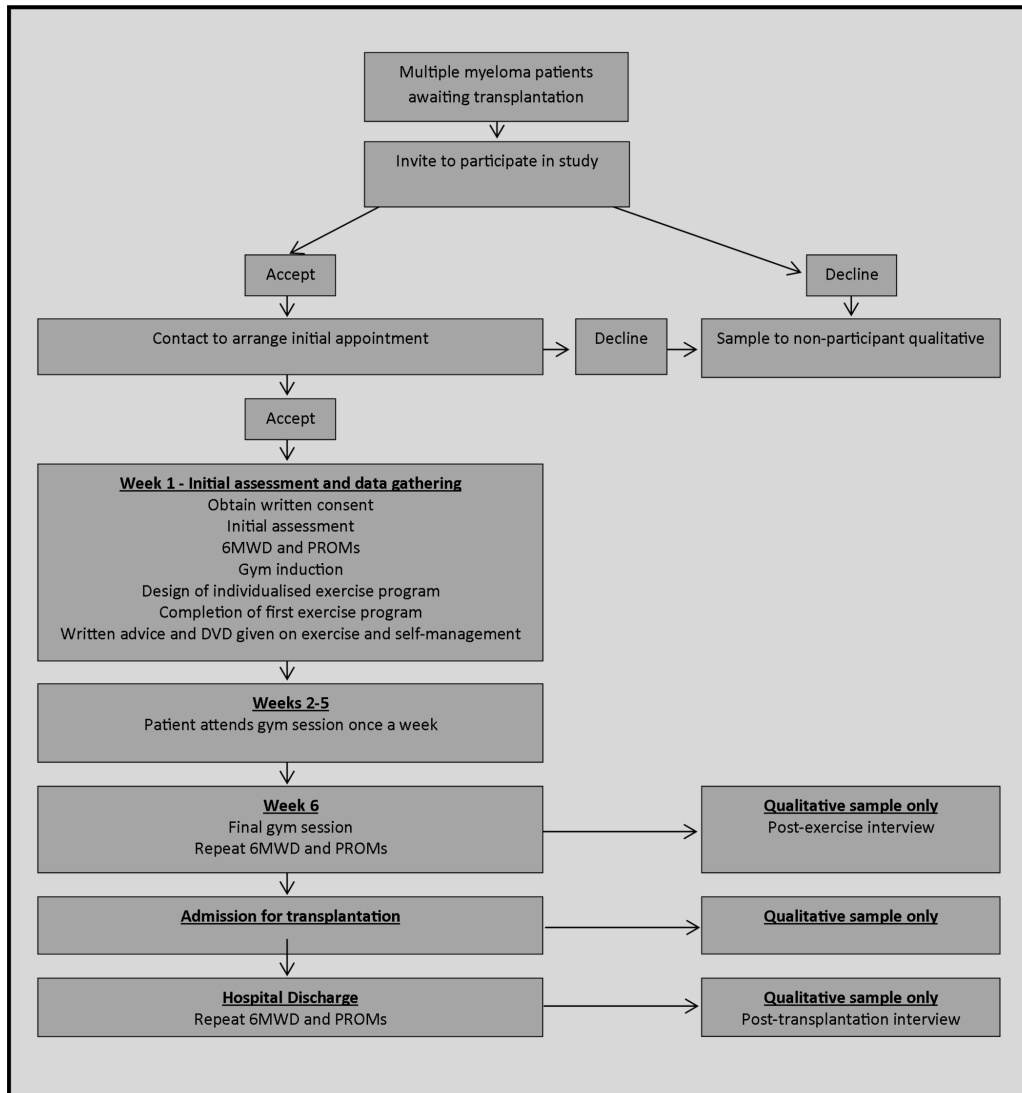 Multiple myeloma patients
awaiting transplantation
Invite to participate in study
Accept
Decline
Contact to arrange initial appointment
Decline
Sample to non-participant qualitative
Accept
Week 1 - Initial assessment and data gathering
Obtain written consent
Initial assessment
6MWD and PROMs
Gym induction
Design of individualised exercise program
Completion of first exercise program
Written advice and DVD given on exercise and self-management
Weeks 2-5
Patient attends gym session once a week
Week 6
Final gym session
Repeat 6MWD and PROMs
Qualitative sample only
Post-exercise interview
Admission for transplantation
Qualitative sample only
Hospital Discharge
Repeat 6MWD and PROMs
Qualitative sample only
Post-transplantation interview